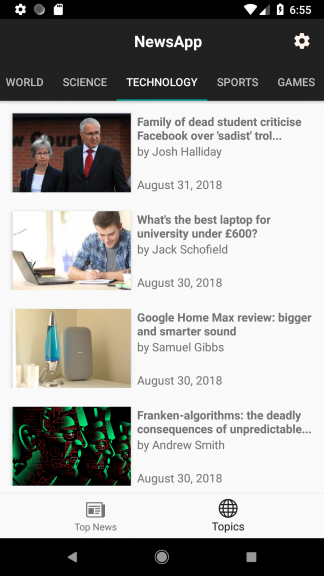 6:55
NewsApp
WORLD SCIENCE TECHNOLOGY SPORTS GAMES
Family of dead student criticise
Facebook over 'sadist' trol...
by Josh Halliday
August 31, 2018
What's the best laptop for
university under £600?
by Jack Schofield
August 30, 2018
Google Home Max review: bigger
and smarter sound
by Samuel Gibbs
August 30, 2018
Franken-algorithms: the deadly
consequences of unpredictable...
by Andrew Smith
August 30, 2018
Top News Topics